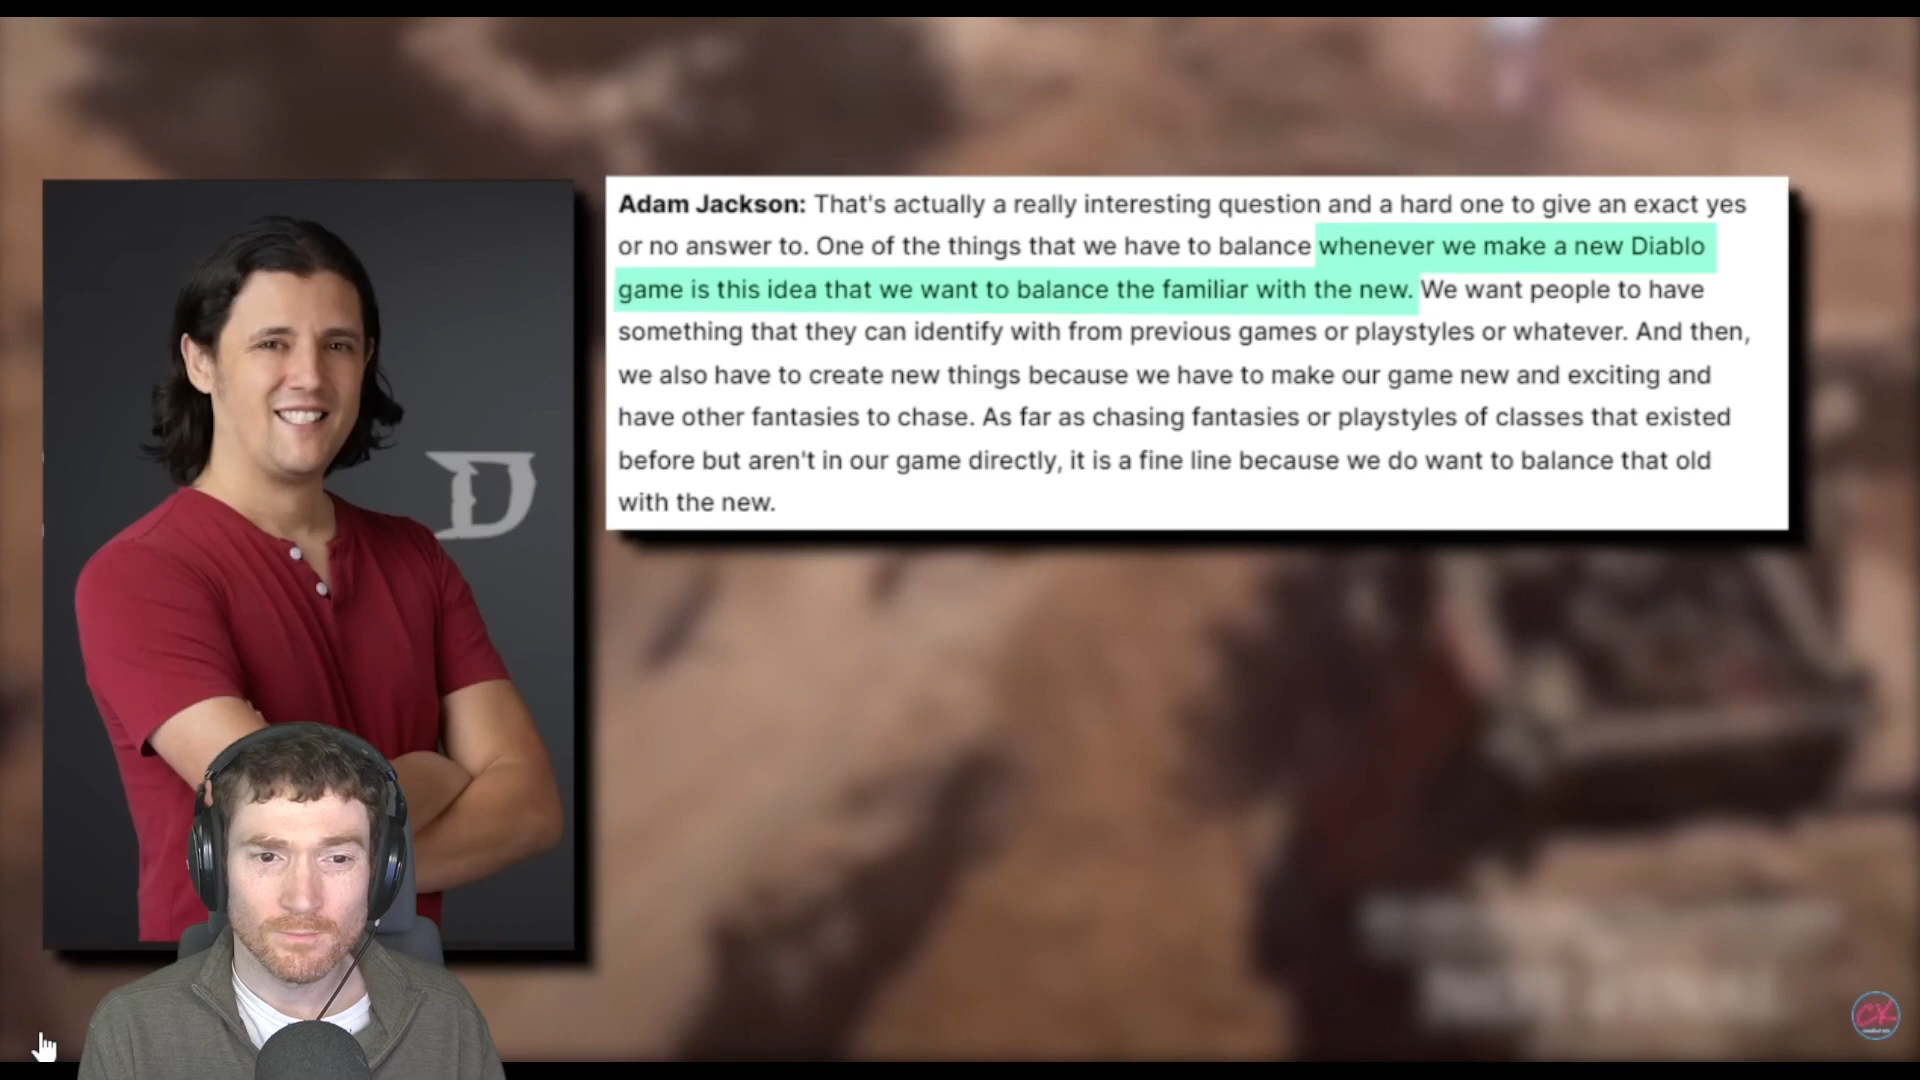 Adam Jackson: That's actually a really interesting question and a hard one to give an exact yes
or no answer to. One of the things that we have to balance whenever we make a new Diablo
game is this idea that we want to balance the familiar with the new. We want people to have
something that they can identify with from previous games or playstyles or whatever. And then,
we also have to create new things because we have to make our game new and exciting and
have other fantasies to chase. As far as chasing fantasies or playstyles of classes that existed
before but aren't in our game directly, it is a fine line because we do want to balance that old
with the new.
D
CX